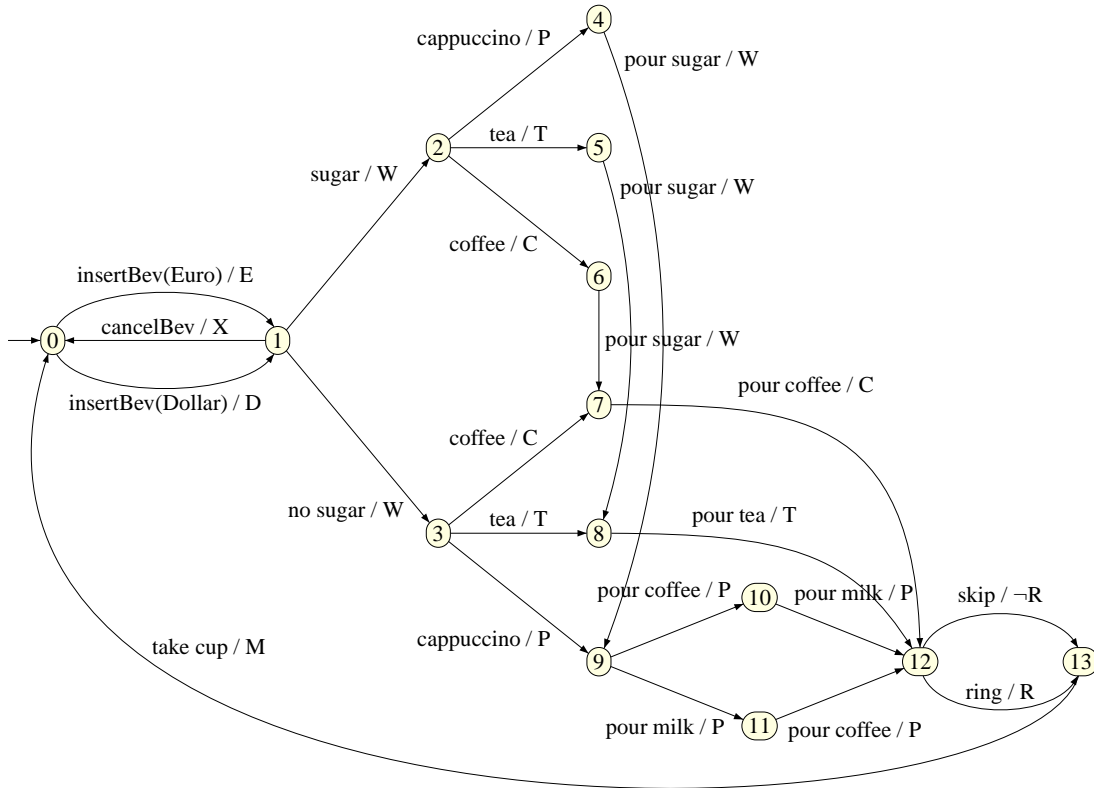 4
cappuccino / P
pour sugar / W
2
tea / T
5
sugar / W
pour sugar / W
coffee / C
6
insertBev(Euro) / E
0
cancelBev / X
1
pour sugar / W
insertBev(Dollar) / D
pour coffee / C
7
coffee / C
no sugar / W
3
tea / T
8
pour tea / T
pour coffee / P
10
pour milk / P
skip / ¬R
take cup / M
cappuccino / P
9
12
13
ring / R
pour milk / P
11
pour coffee / P